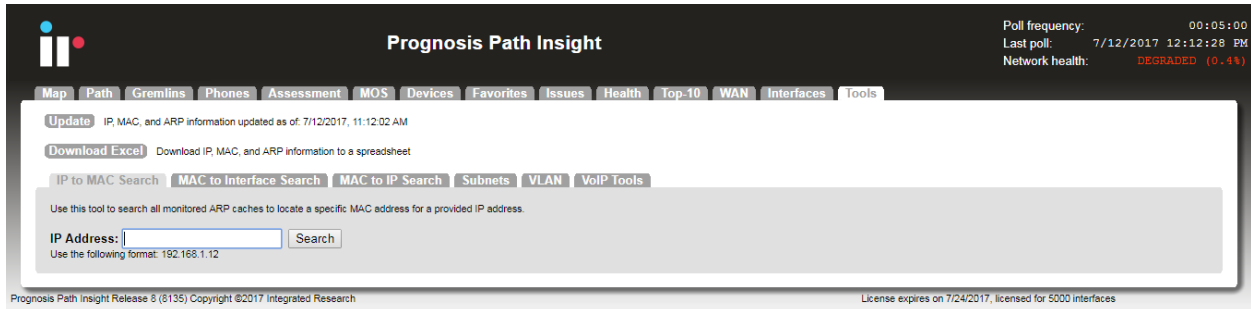 Prognosis Path Insight
Poll frequency: 00:05:00
Last poll: 7/12/2017 12:12:28 PM
Network health: DEGRADED (0.4%)
Map Path Gremlins Phones Assessment MOS Devices Favorites Issues Health Top-10 WAN Interfaces Tools
Update IP, MAC, and ARP information updated as of: 7/12/2017, 11:12:02 AM
Download Excel Download IP, MAC, and ARP information to a spreadsheet
IP to MAC Search MAC to Interface Search MAC to IP Search Subnets VLAN VoIP Tools
Use this tool to search all monitored ARP caches to locate a specific MAC address for a provided IP address.
IP Address: Search
Use the following format: 192.168.1.12
Prognosis Path Insight Release 8 (8135) Copyright ©2017 Integrated Research License expires on 7/24/2017, licensed for 5000 interfaces